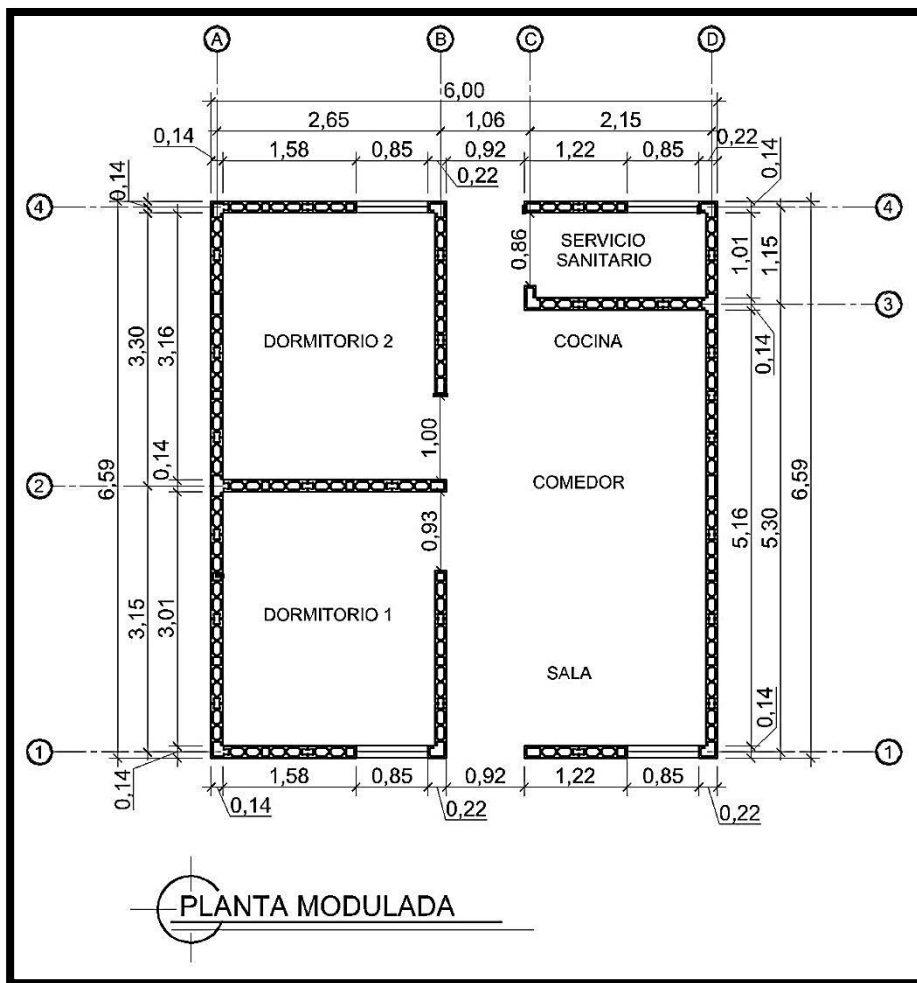 A B C D
6,00
2,65 1,06 2,15
0,14 1,58 0,85 0,92 1,22 0,85 0,22
0,22
0,14
0,14
4 4
0,86
SERVICIO
SANITARIO
1,01
1,15
3
0,14
3,30
3,16
DORMITORIO 2
COCINA
1,00
0,14
2
6,59
COMEDOR
6,59
0,93
5,16
5,30
3,15
3,01
DORMITORIO 1
SALA
0,14
1 1
0,14
1,58 0,85 0,92 1,22 0,85
0,14 0,22 0,22
PLANTA MODULADA